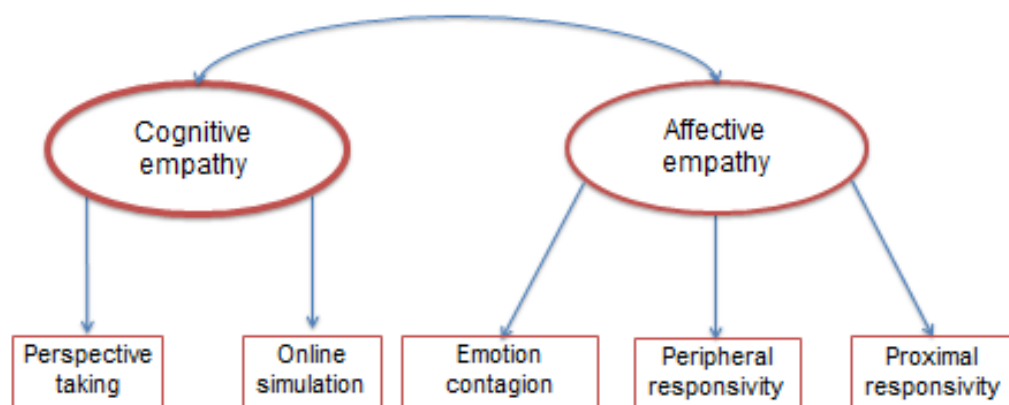 Cognitive
empathy
Affective
empathy
Perspective
taking
Online
simulation
Emotion
contagion
Peripheral
responsivity
Proximal
responsivity